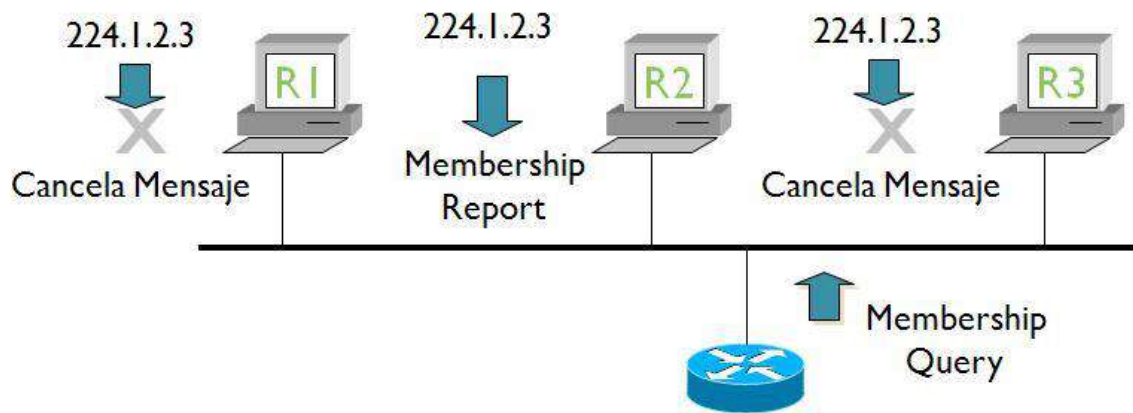 224.1.2.3
224.1.2.3
224.1.2.3
R1
R2
R3
Cancela Mensaje
Membership
Report
Cancela Mensaje
Membership
Query